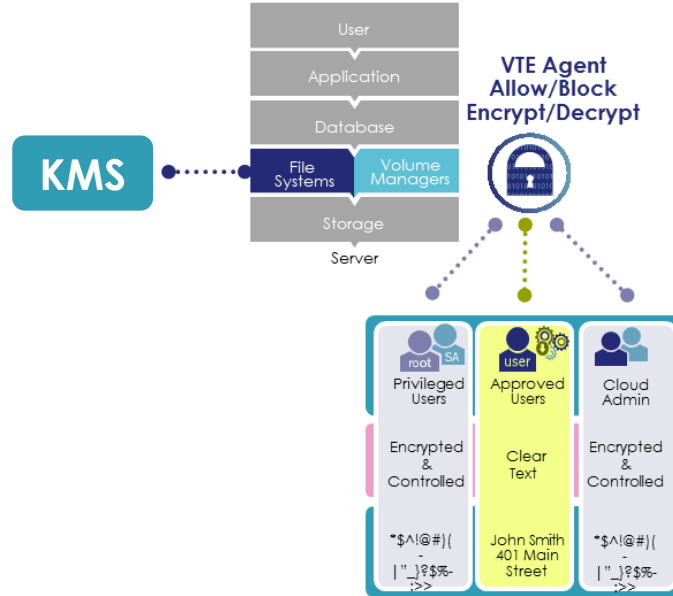 User
Application
Database
KMS
File
Systems
Volume
Managers
Storage
Server
VTE Agent
Allow/Block
Encrypt/Decrypt
root
SA
Privileged
Users
user
Approved
Users
Cloud
Admin
Encrypted
&
Controlled
Clear
Text
Encrypted
&
Controlled
*$^!@#)(
-
|"_}?$%-
;>>
John Smith
401 Main
Street
*$^!@#)(
-
|"_}?$%-
;>>